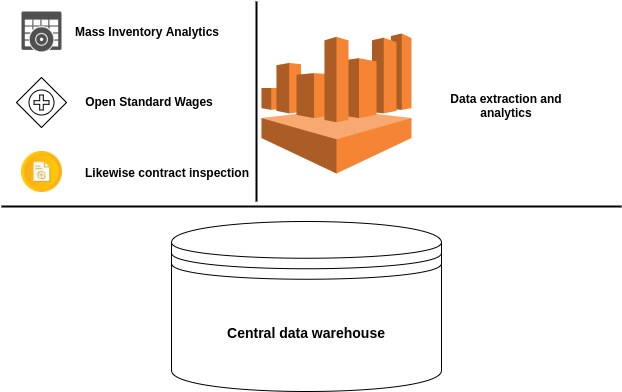 Mass Inventory Analytics
Open Standard Wages
Likewise contract inspection
Data extraction and
analytics
Central data warehouse